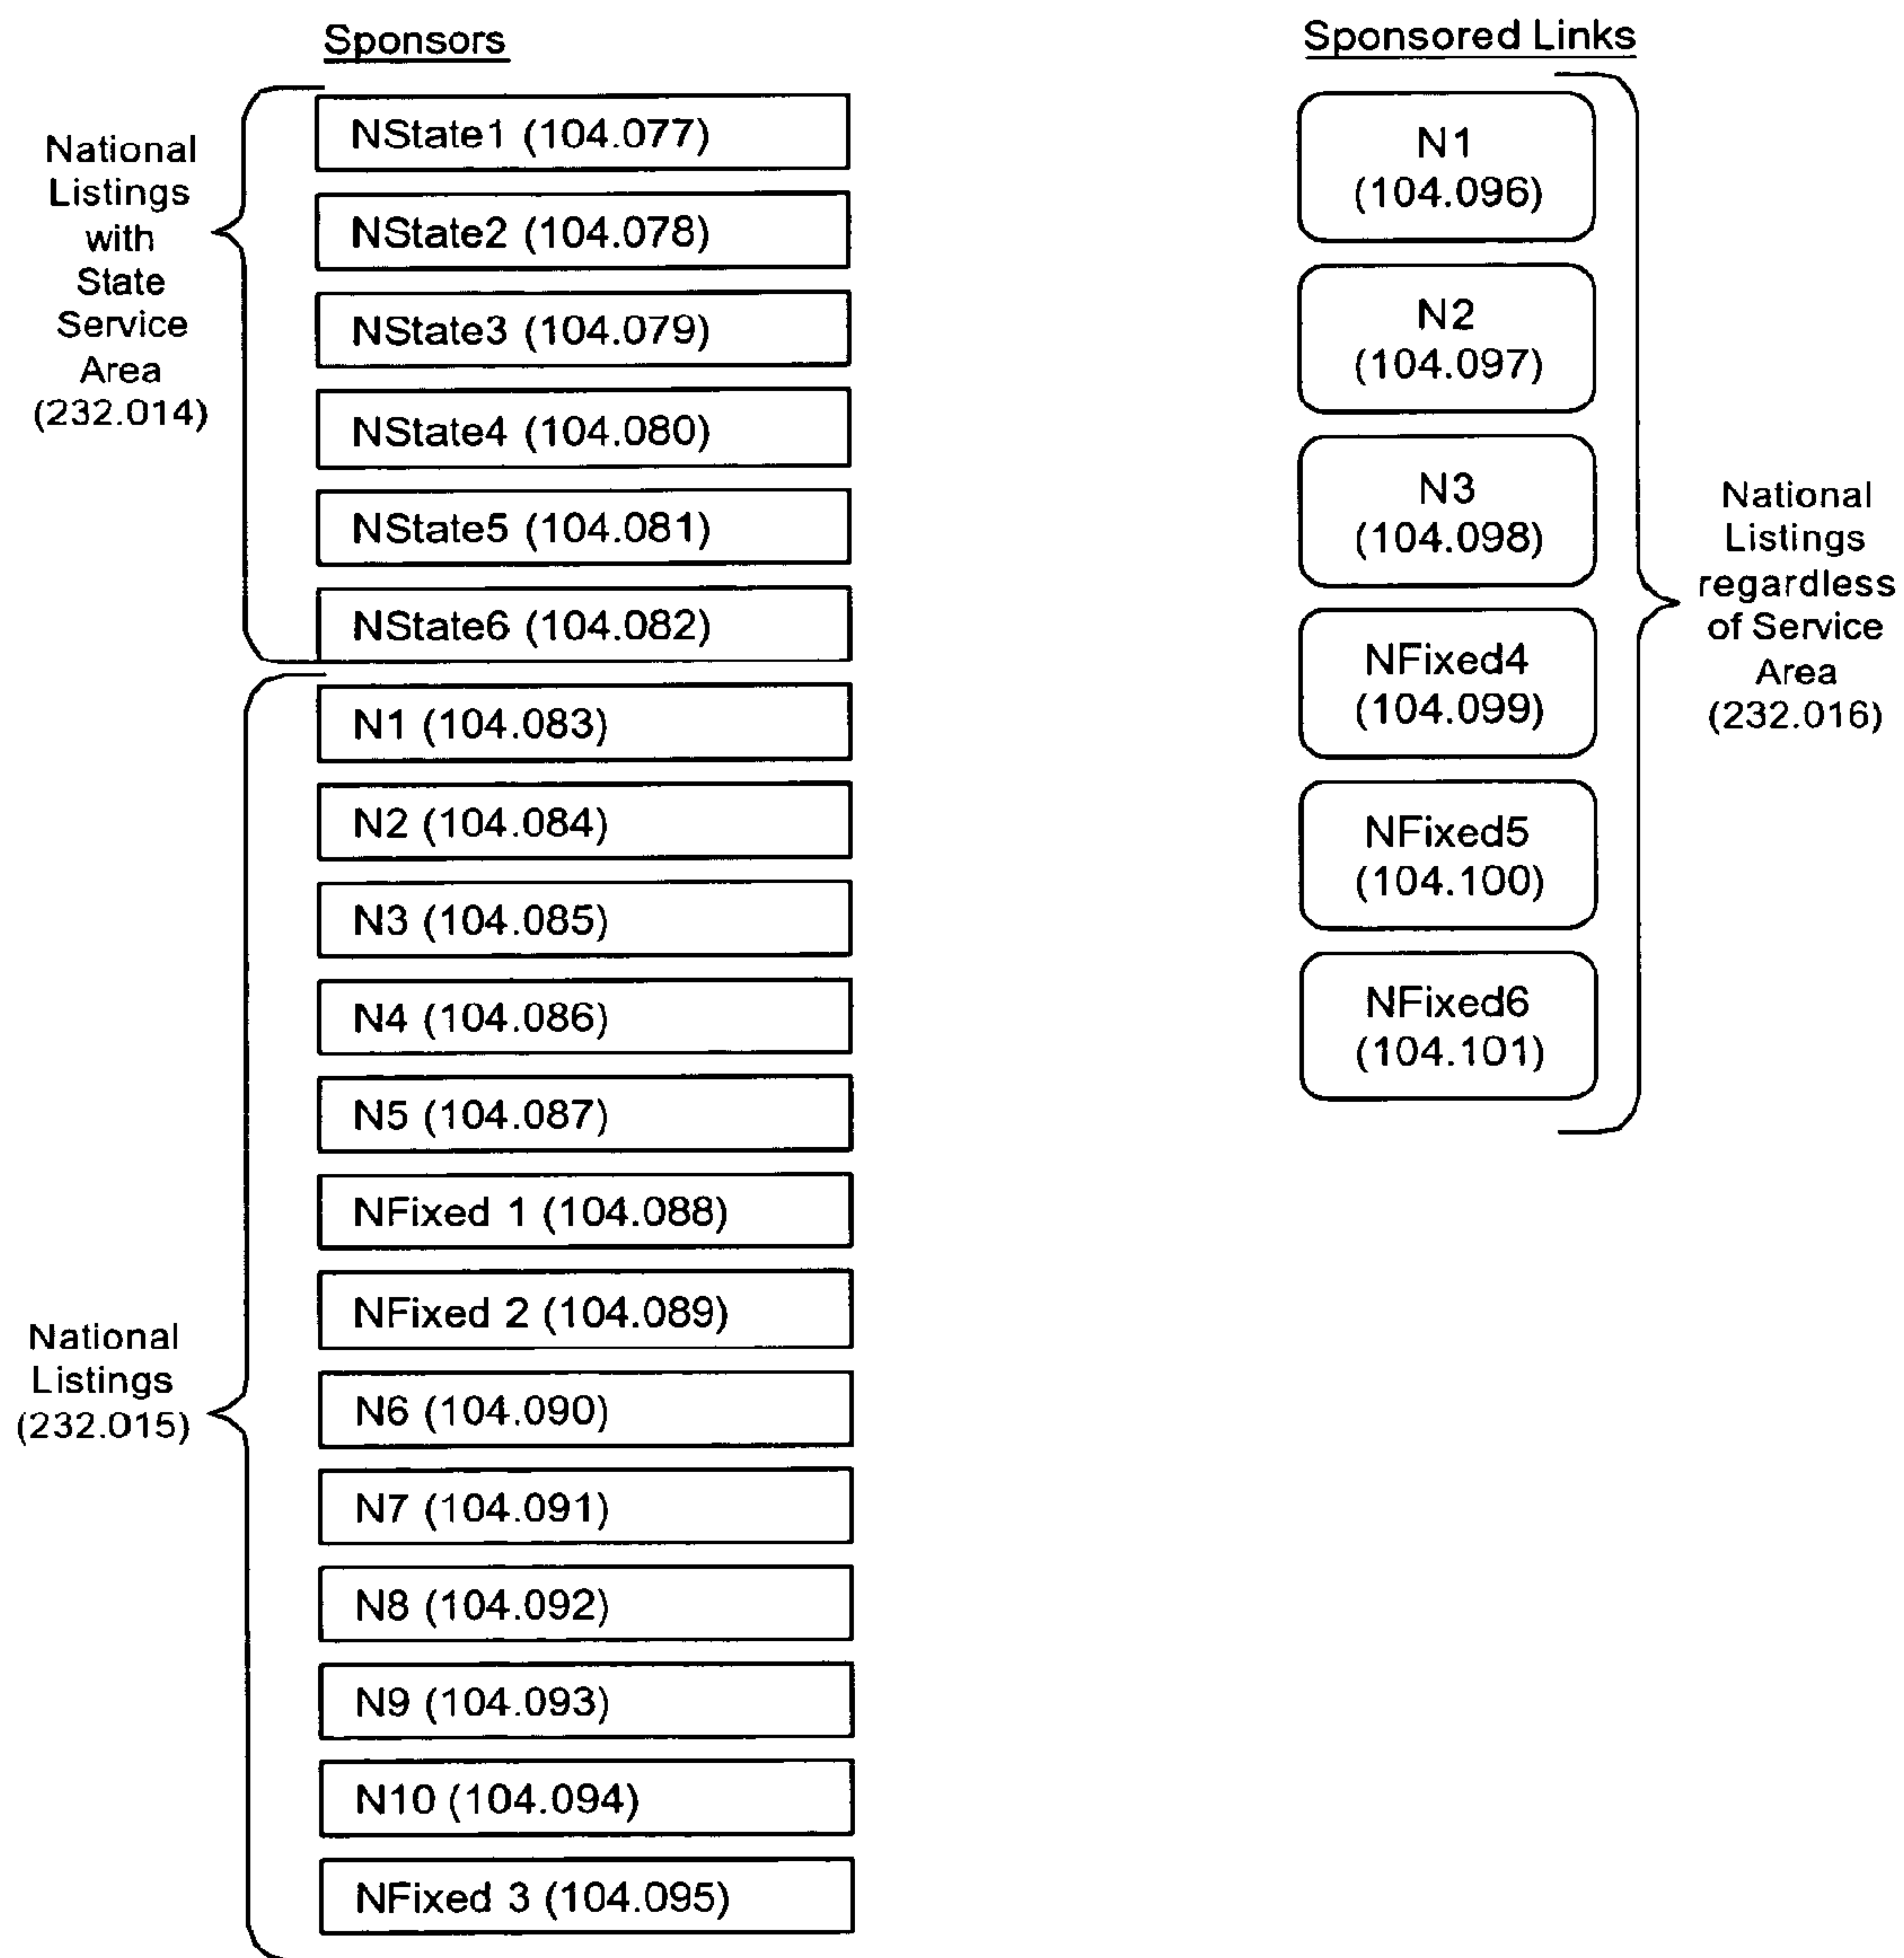 Sponsors
National
Listings
with
State
Service
Area
(232.014)
NState1 (104.077)
NState2 (104.078)
NState3 (104.079)
NState4 (104.080)
NState5 (104.081)
NState6 (104.082)
National
Listings
(232.015)
N1 (104.083)
N2 (104.084)
N3 (104.085)
N4 (104.086)
N5 (104.087)
NFixed 1 (104.088)
NFixed 2 (104.089)
N6 (104.090)
N7 (104.091)
N8 (104.092)
N9 (104.093)
N10 (104.094)
NFixed 3 (104.095)
Sponsored Links
N1
(104.096)
N2
(104.097)
N3
(104.098)
NFixed4
(104.099)
NFixed5
(104.100)
NFixed6
(104.101)
National
Listings
regardless
of Service
Area
(232.016)